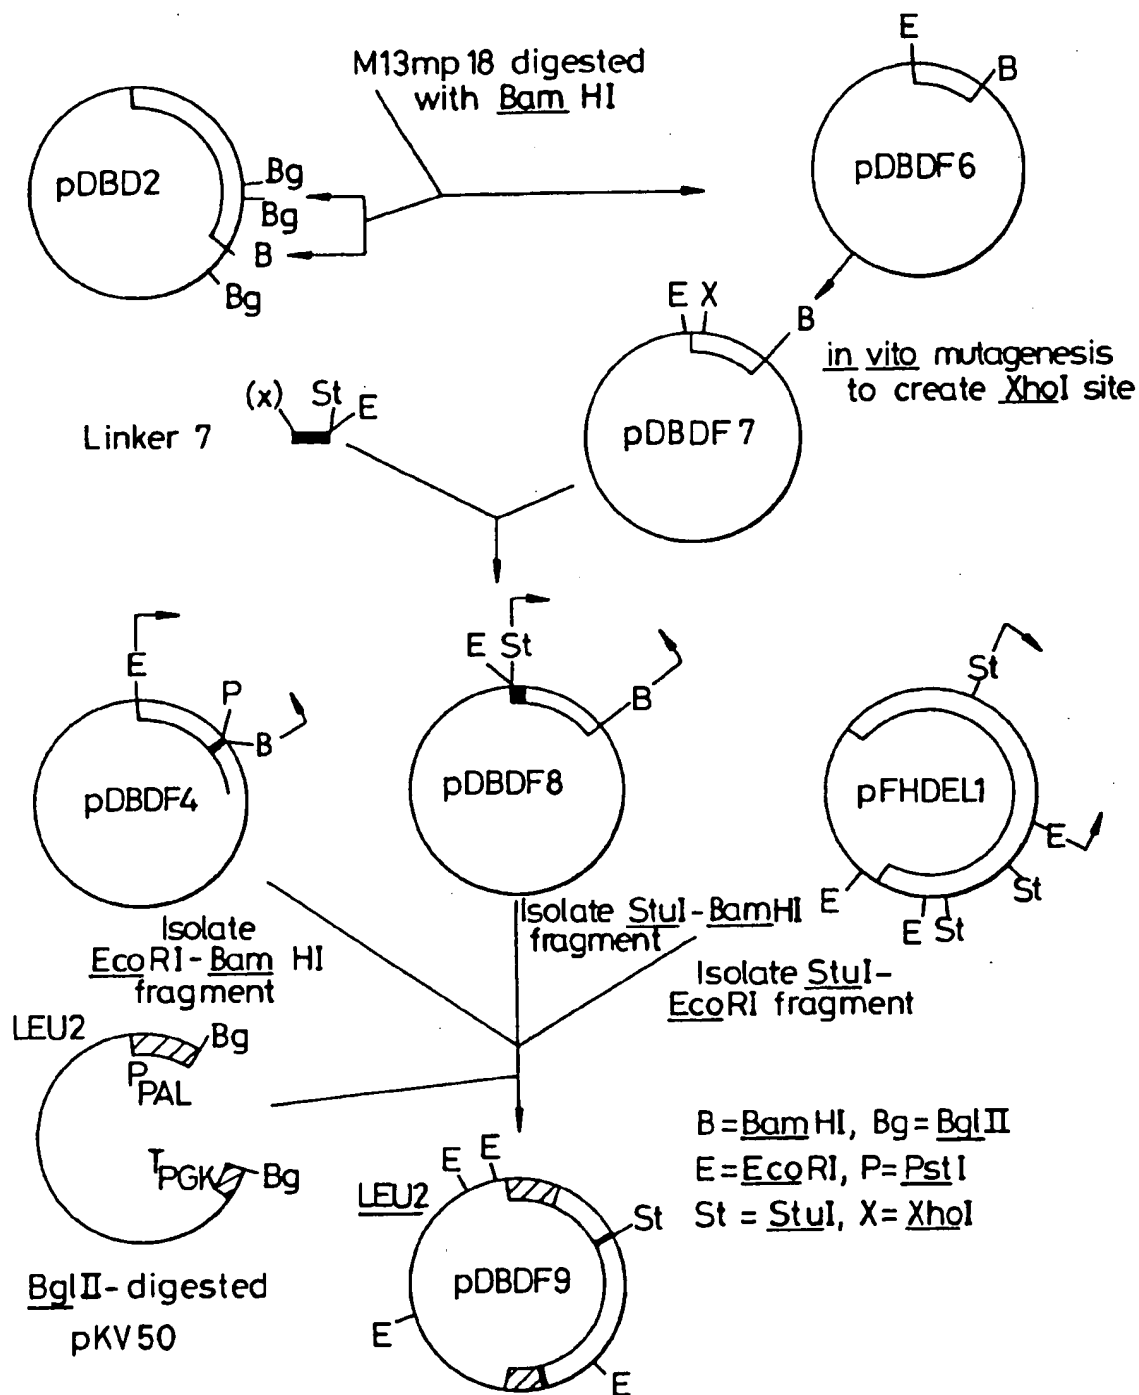 M13mp 18 digested
with Bam HI
E
B
pDBD2
Bg
Bg
B
Bg
pDBDF6
E X
B
in vitro mutagenesis
to create XhoI site
pDBDF7
(x)
St
E
Linker 7
E
P
B
pDBDF4
E St
B
pDBDF8
St
E
St
E St
E
pFHDEL1
Isolate
EcoRI-Bam HI
fragment
Isolate StuI-BamHI
fragment
Isolate StuI-
EcoRI fragment
LEU2
Bg
PPAL
TPGK
Bg
BglII-digested
pKV50
E
E
LEU2
St
pDBDF9
E
E
B=BamHI, Bg=BglII
E=EcoRI, P=PstI
St = StuI, X= XhoI